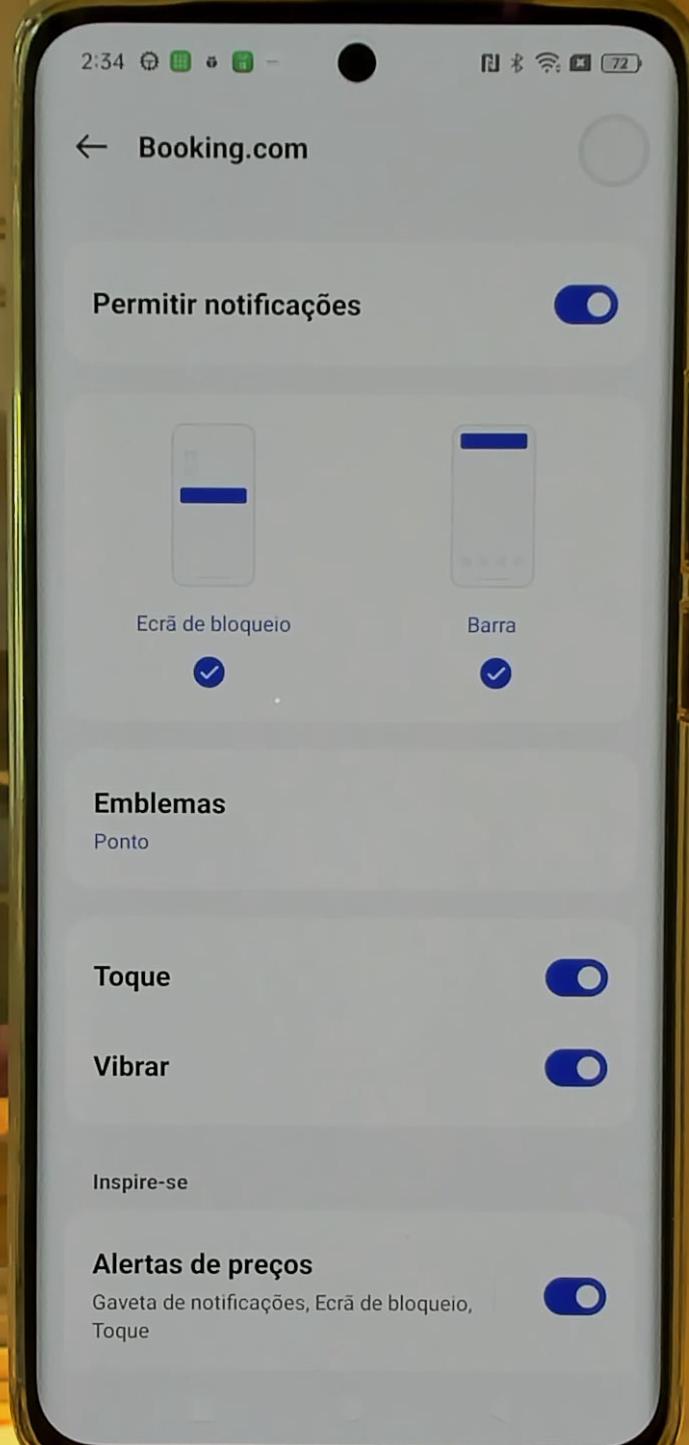 2:34
72
Booking.com
Permitir notificações
Ecrã de bloqueio
Barra
Emblemas
Ponto
Toque
Vibrar
Inspire-se
Alertas de preços
Gaveta de notificações, Ecrã de bloqueio,
Toque